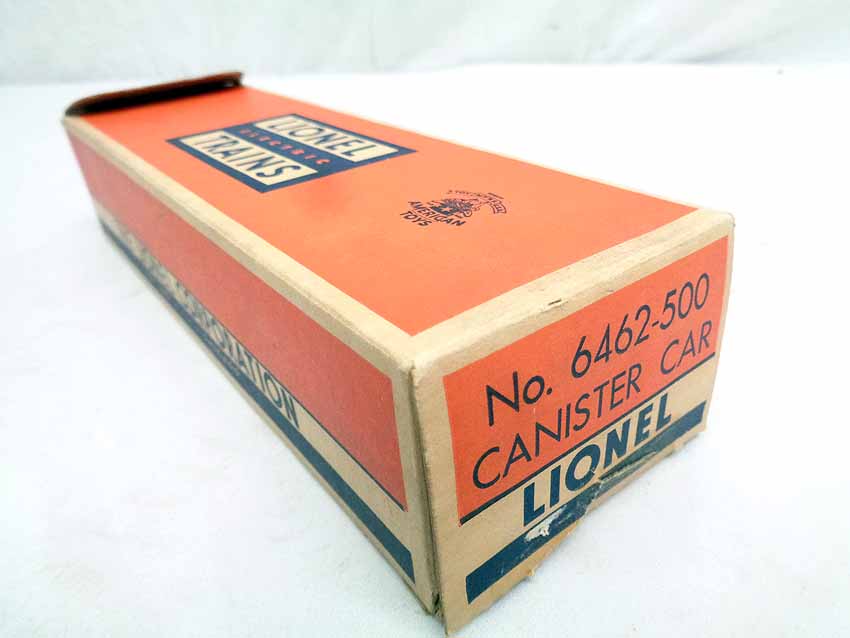 LIONEL
ELECTRIC
TRAINS
AMERICAN
TOYS
No. 6462-500
CANISTER CAR
LIONEL
CORPORATION